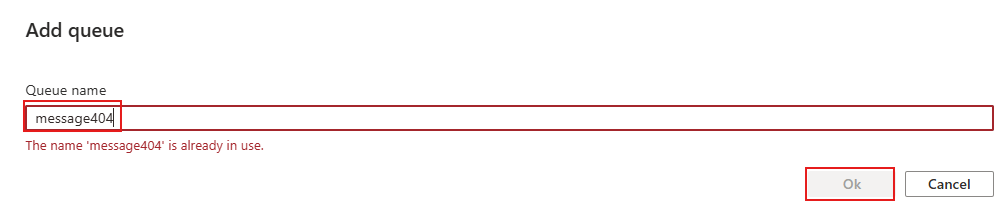 Add queue
Queue name
message404
The name 'message404' is already in use.
Ok
Cancel